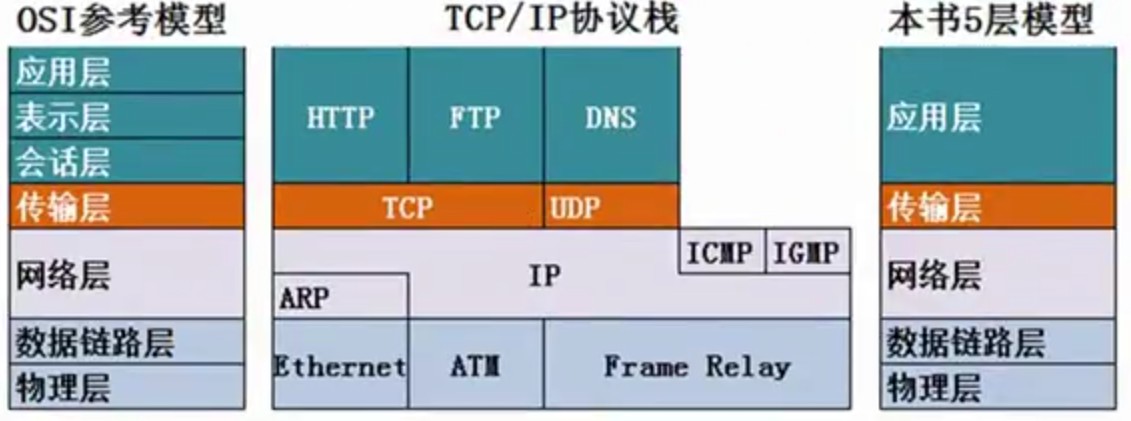 OSI参考模型
TCP/IP协议栈
本书5层模型
应用层
表示层
会话层
传输层
网络层
数据链路层
物理层
HTTP
FTP
DNS
TCP
UDP
ICMP
IGMP
IP
ARP
Ethernet
ATM
Frame Relay
应用层
传输层
网络层
数据链路层
物理层